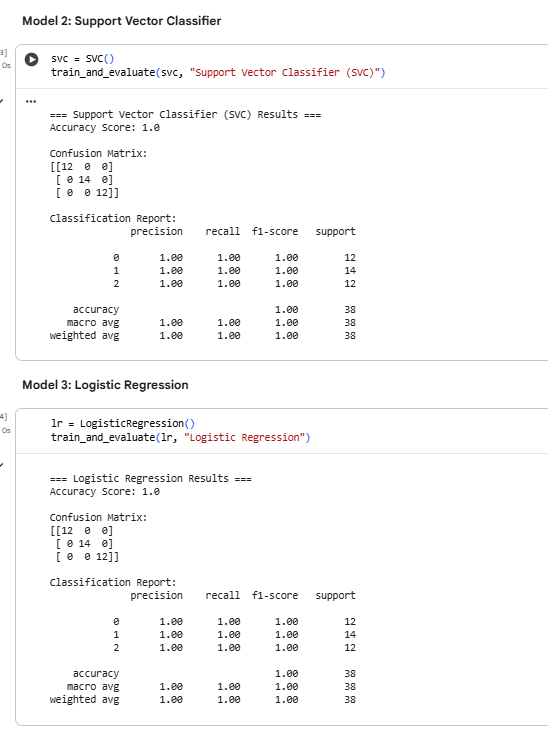 Model 2: Support Vector Classifier
3]
0s
svc = SVC()
train_and_evaluate(svc, "Support Vector Classifier (SVC)")
...
=== Support Vector Classifier (SVC) Results ===
Accuracy Score: 1.0
Confusion Matrix:
[[12  0  0]
 [ 0 14  0]
 [ 0  0 12]]
Classification Report:
              precision    recall  f1-score   support
           0       1.00      1.00      1.00        12
           1       1.00      1.00      1.00        14
           2       1.00      1.00      1.00        12
    accuracy                           1.00        38
   macro avg       1.00      1.00      1.00        38
weighted avg       1.00      1.00      1.00        38
Model 3: Logistic Regression
4]
0s
lr = LogisticRegression()
train_and_evaluate(lr, "Logistic Regression")
=== Logistic Regression Results ===
Accuracy Score: 1.0
Confusion Matrix:
[[12  0  0]
 [ 0 14  0]
 [ 0  0 12]]
Classification Report:
              precision    recall  f1-score   support
           0       1.00      1.00      1.00        12
           1       1.00      1.00      1.00        14
           2       1.00      1.00      1.00        12
    accuracy                           1.00        38
   macro avg       1.00      1.00      1.00        38
weighted avg       1.00      1.00      1.00        38